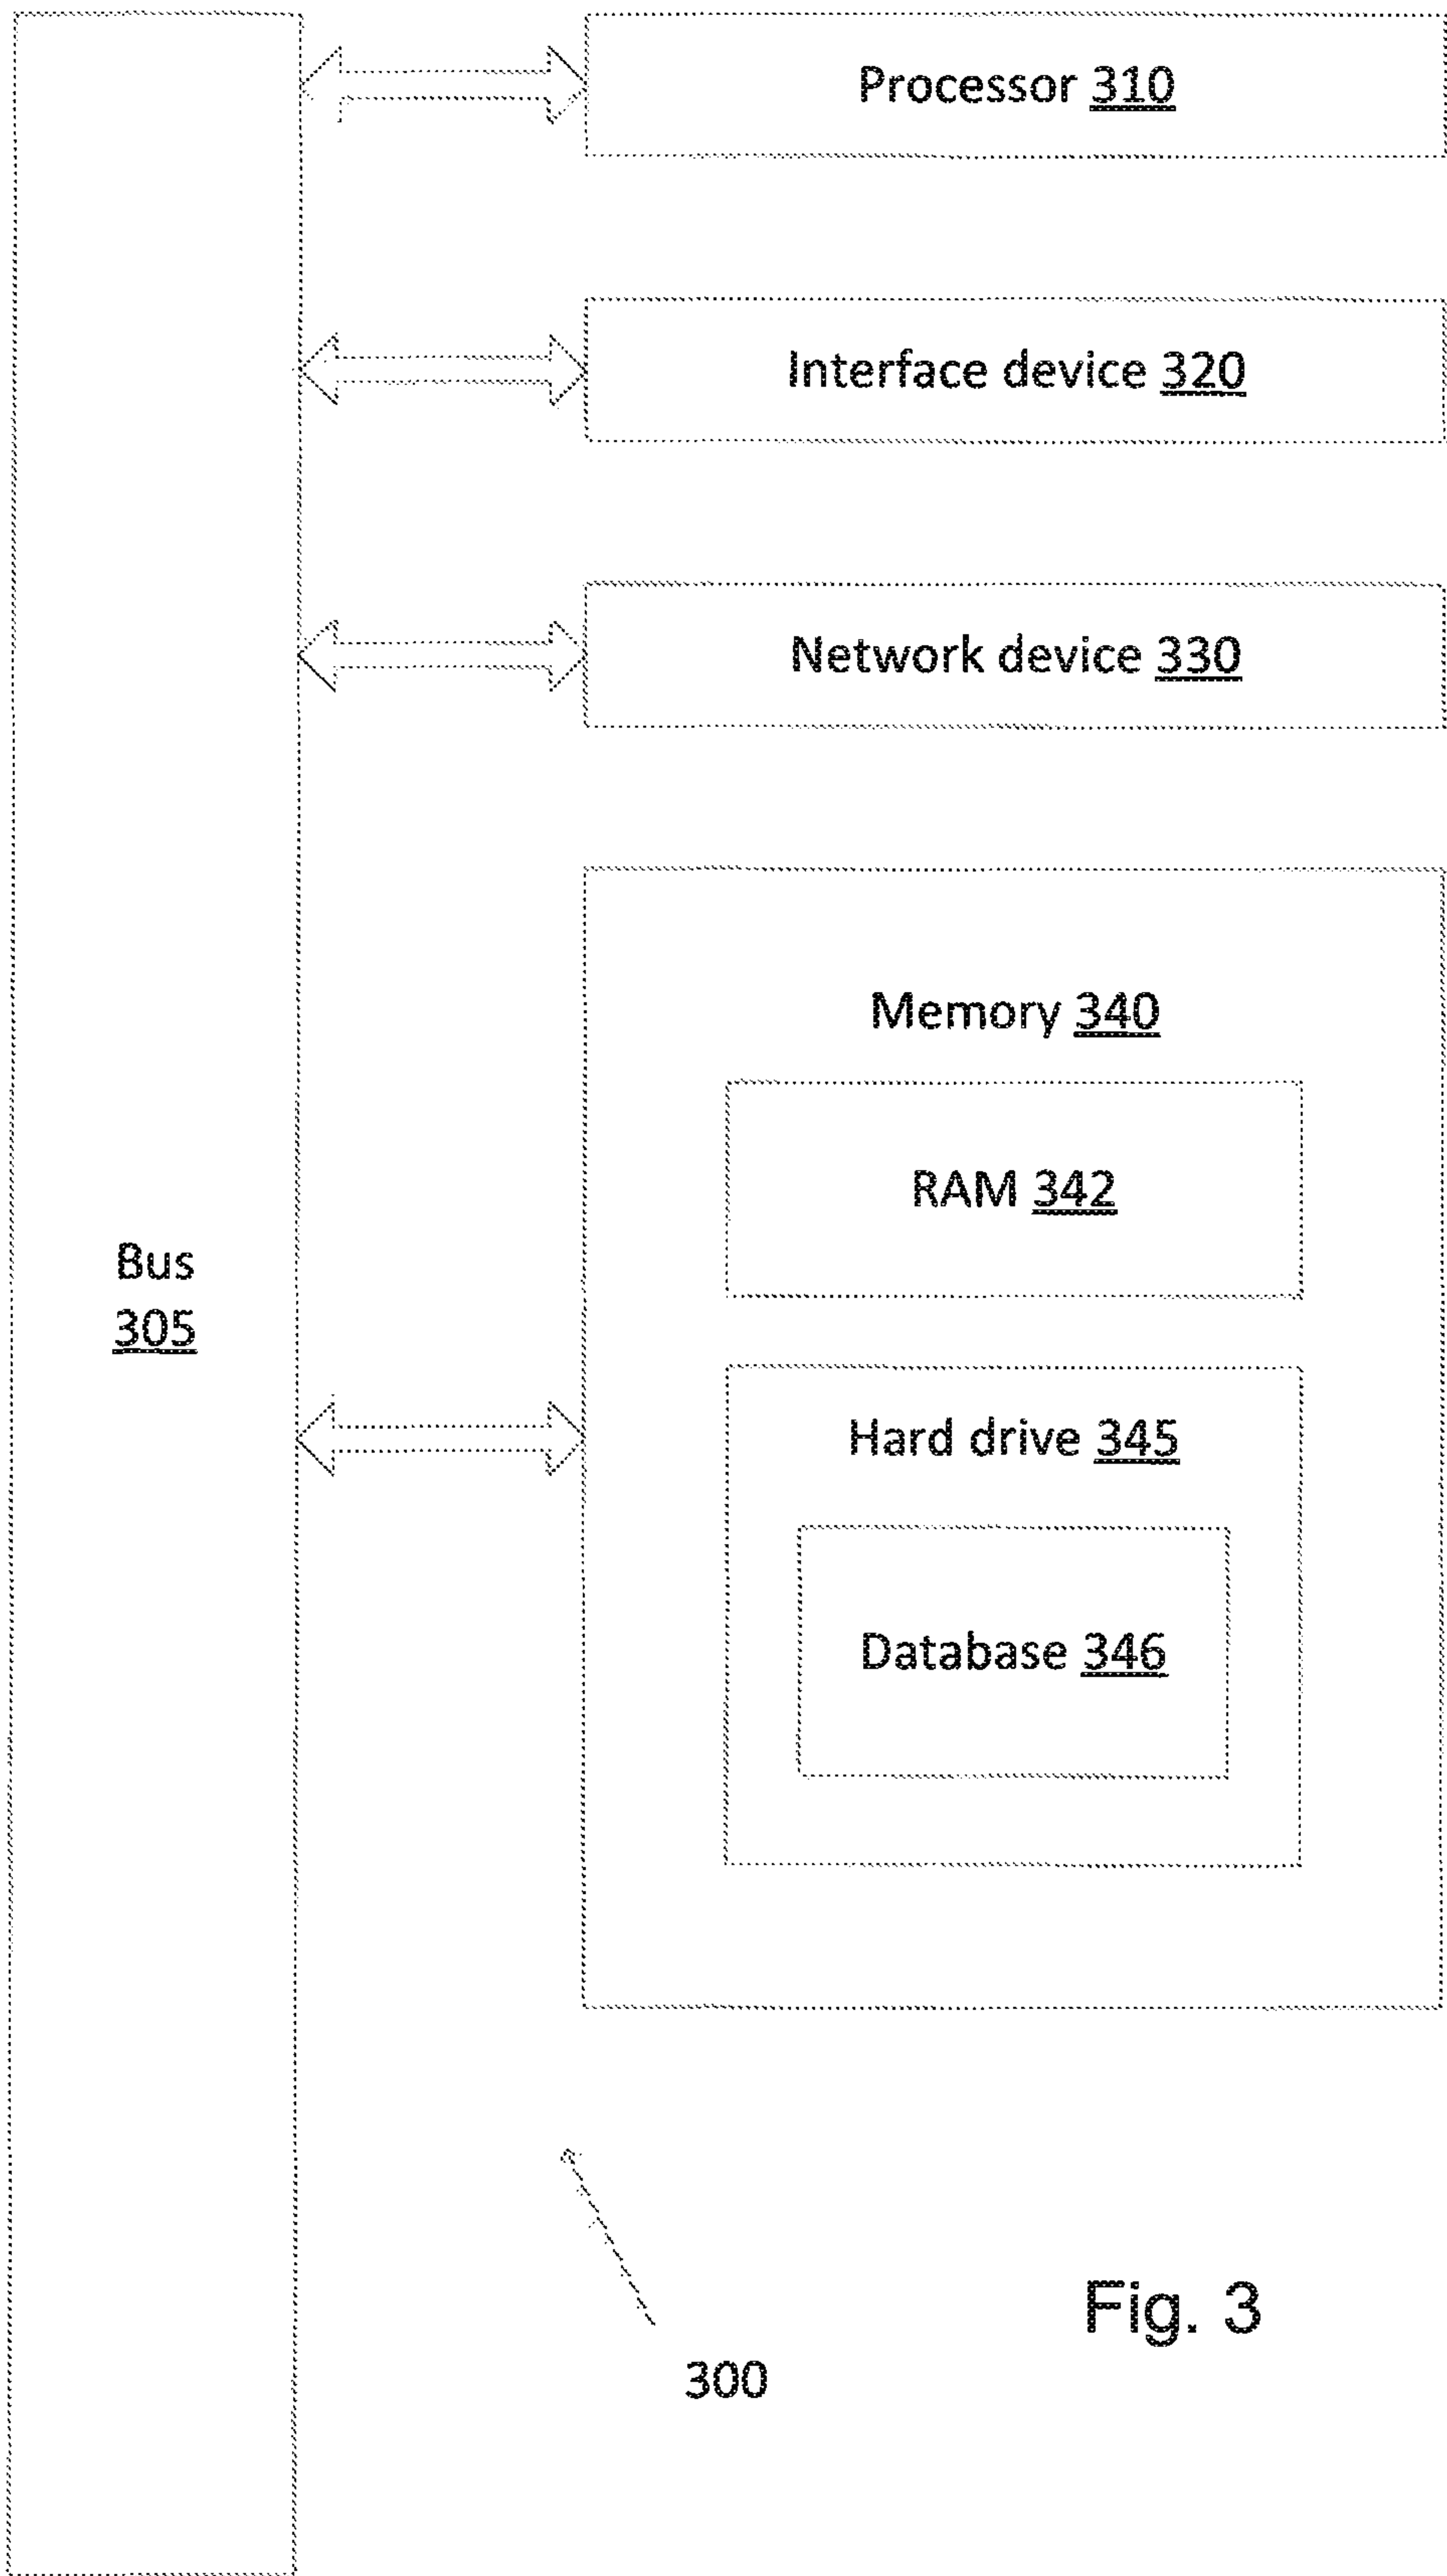 Processor 310
Interface device 320
Network device 330
Memory 340
RAM 342
Bus
305
Hard drive 345
Database 346
Fig. 3
300